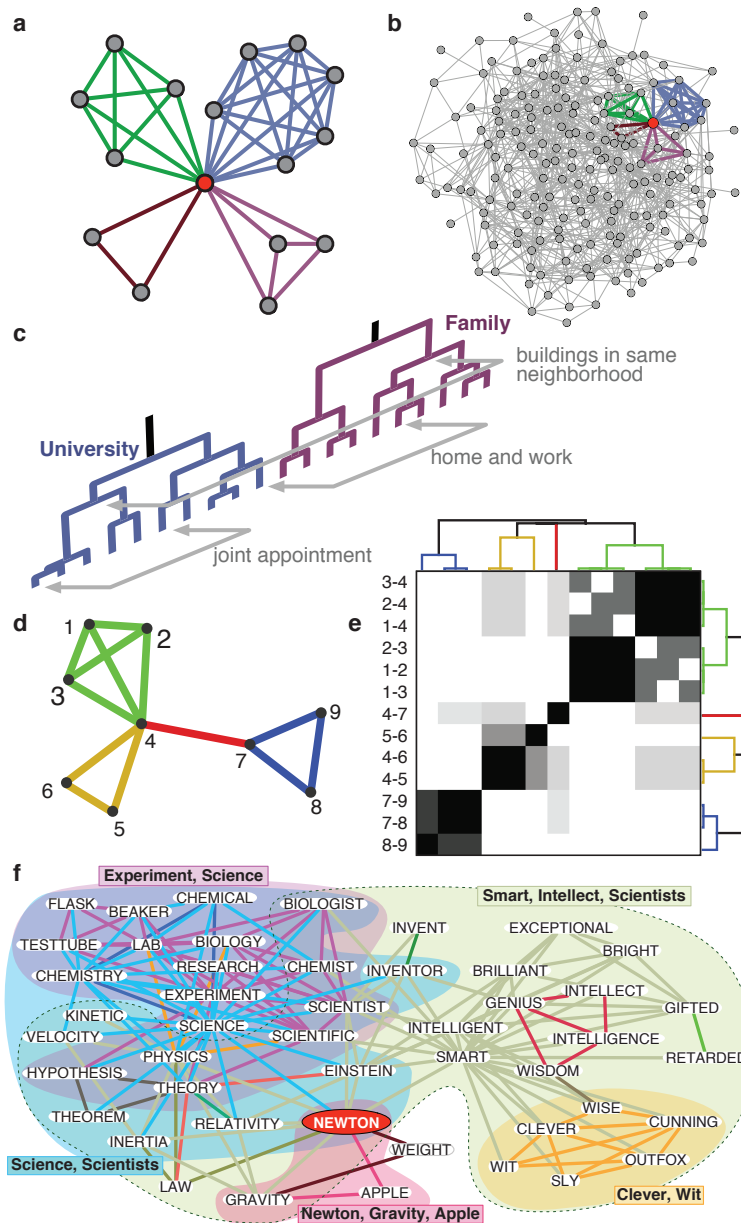 a
b
c
Family
buildings in same
neighborhood
University
home and work
joint appointment
d
1
2
3
4
5
6
7
8
9
e
3-4
2-4
1-4
2-3
1-2
1-3
4-7
5-6
4-6
4-5
7-9
7-8
8-9
f
Experiment, Science
Smart, Intellect, Scientists
FLASK
BEAKER
CHEMICAL
BIOLOGIST
TESTTUBE
LAB
BIOLOGY
INVENT
EXCEPTIONAL
BRIGHT
CHEMISTRY
RESEARCH
CHEMIST
INVENTOR
BRILLIANT
EXPERIMENT
GENIUS
INTELLECT
KINETIC
SCIENCE
SCIENTIST
GIFTED
VELOCITY
SCIENTIFIC
INTELLIGENT
INTELLIGENCE
PHYSICS
SMART
RETARDED
HYPOTHESIS
THEORY
EINSTEIN
WISDOM
THEOREM
RELATIVITY
NEWTON
WISE
INERTIA
CLEVER
CUNNING
Science, Scientists
WEIGHT
WIT
OUTFOX
LAW
SLY
GRAVITY
APPLE
Clever, Wit
Newton, Gravity, Apple